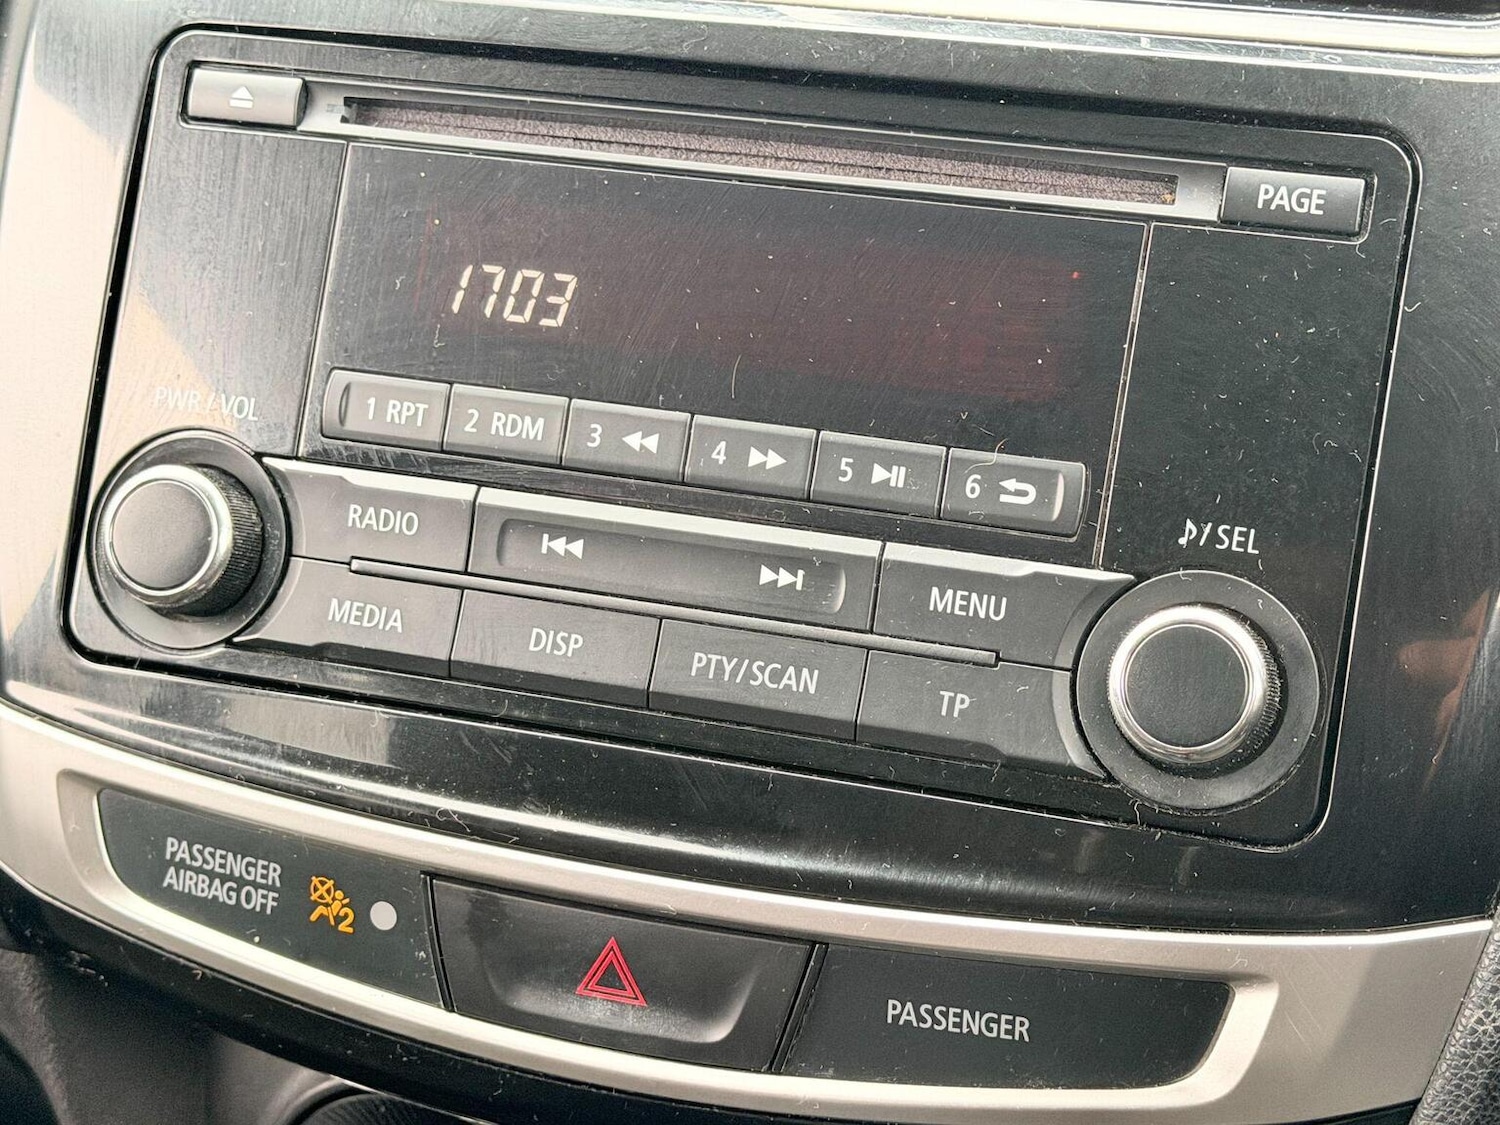 PAGE
1703
PWR/VOL
1 RPT
2 RDM
3
4
5
6
RADIO
♪/SEL
MENU
MEDIA
DISP
PTY/SCAN
TP
PASSENGER
AIRBAG OFF
2
PASSENGER